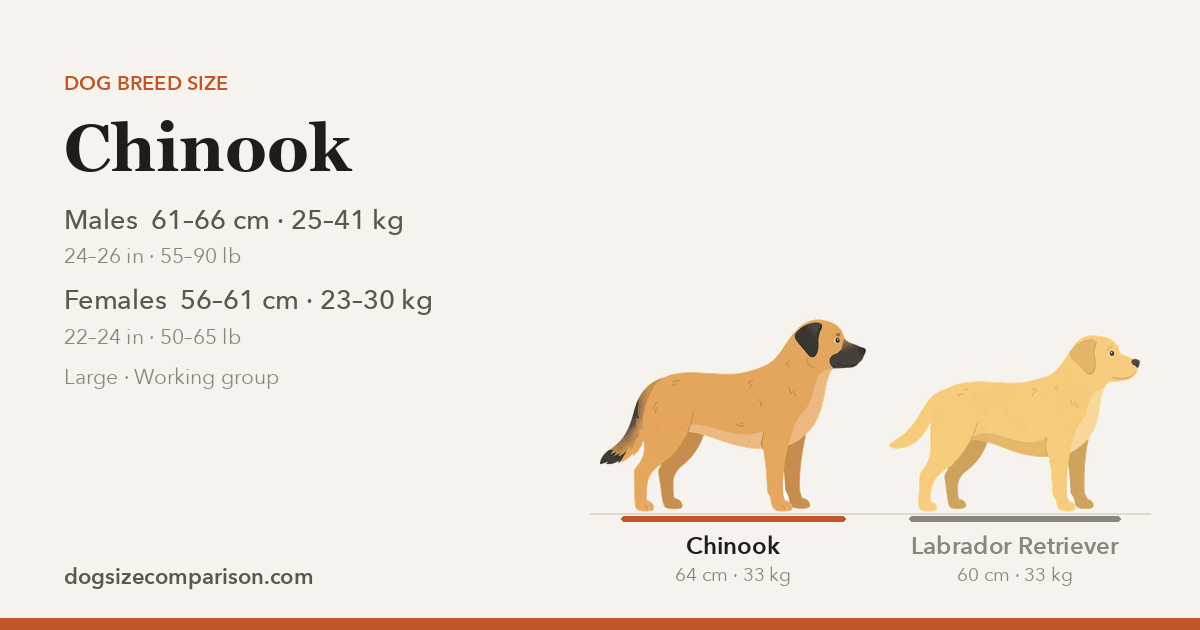 DOG BREED SIZE
Chinook
Males 61–66 cm · 25–41 kg
24–26 in · 55–90 lb
Females 56–61 cm · 23–30 kg
22–24 in · 50–65 lb
Large · Working group
Chinook
64 cm · 33 kg
Labrador Retriever
60 cm · 33 kg
dogsizecomparison.com